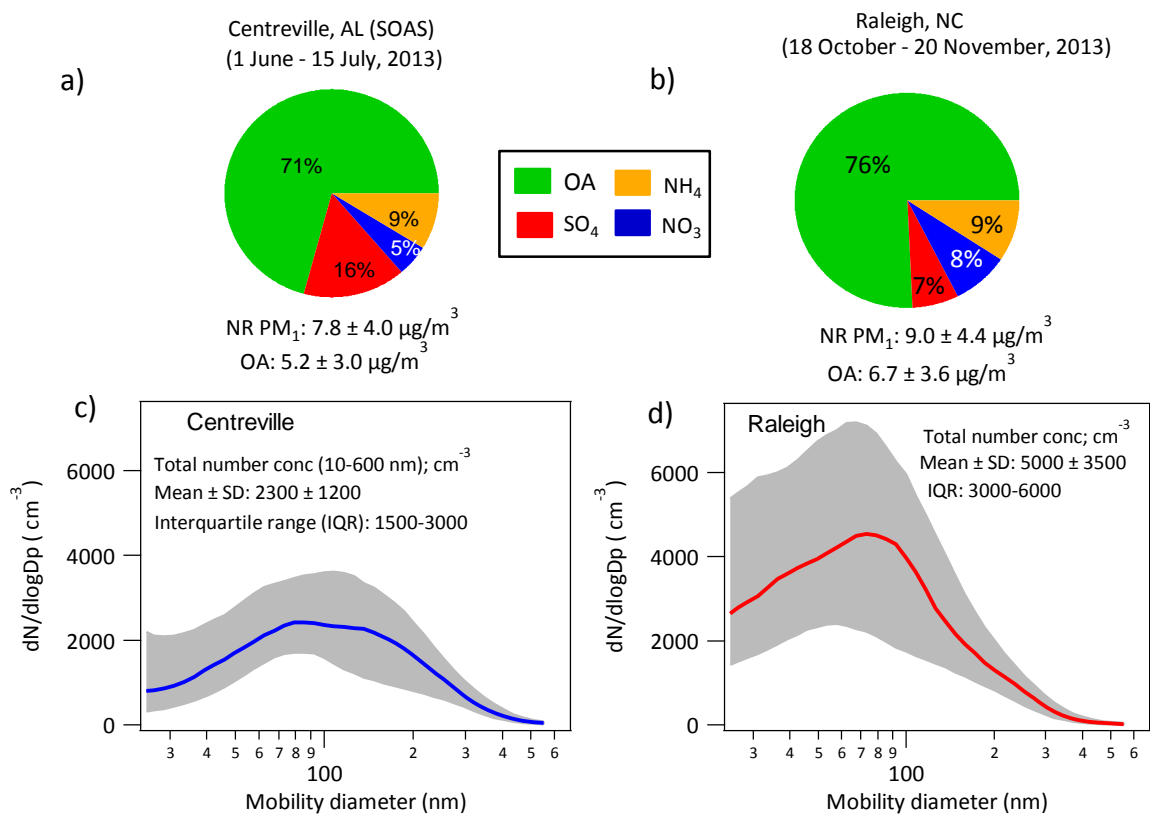 Centreville, AL (SOAS)
(1 June - 15 July, 2013)
Raleigh, NC
(18 October - 20 November, 2013)
a)
b)
71%
9%
5%
16%
OA
NH4
SO4
NO3
76%
9%
8%
7%
NR PM1: 7.8 ± 4.0 µg/m3
OA: 5.2 ± 3.0 µg/m3
NR PM1: 9.0 ± 4.4 µg/m3
OA: 6.7 ± 3.6 µg/m3
c)
Centreville
Total number conc (10-600 nm); cm-3
Mean ± SD: 2300 ± 1200
Interquartile range (IQR): 1500-3000
dN/dlogDp ( cm-3)
6000
4000
2000
0
3 4 5 6 7 8 9 2 3 4 5 6
100
Mobility diameter (nm)
d)
Raleigh
Total number conc; cm-3
Mean ± SD: 5000 ± 3500
IQR: 3000-6000
dN/dlogDp ( cm-3)
6000
4000
2000
0
3 4 5 6 7 8 9 2 3 4 5 6
100
Mobility diameter (nm)